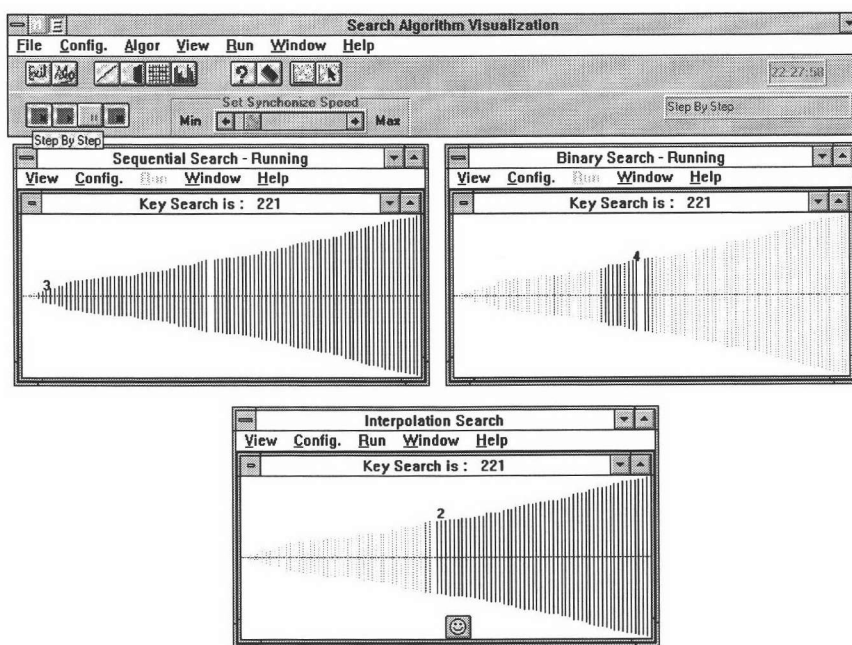 Search Algorithm Visualization
File Config. Algor View Run Window Help
22:27:58
Set Synchonize Speed
Min Max
Step By Step
Step By Step
Sequential Search - Running
View Config. Run Window Help
Key Search is : 221
3
Binary Search - Running
View Config. Run Window Help
Key Search is : 221
4
Interpolation Search
View Config. Run Window Help
Key Search is : 221
2